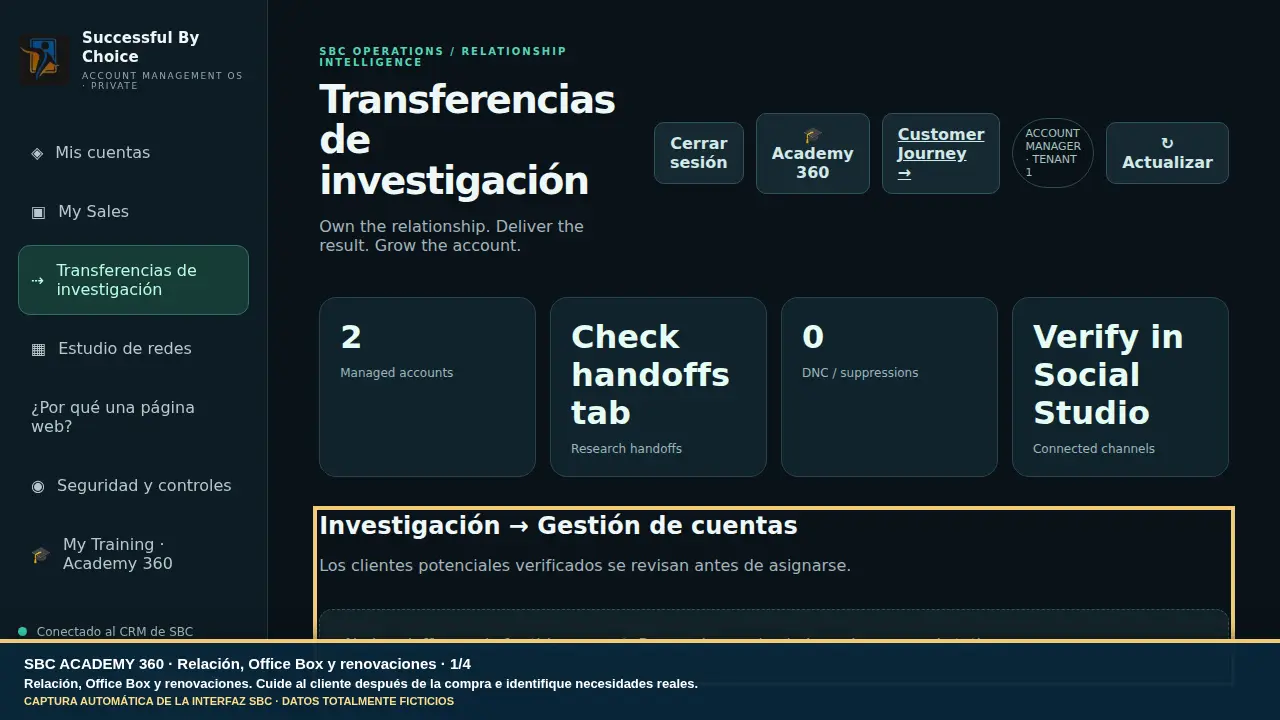 Successful By
Choice
ACCOUNT MANAGEMENT OS
· PRIVATE
◈ Mis cuentas
▣ My Sales
⇢ Transferencias de
investigación
▦ Estudio de redes
¿Por qué una página
web?
◉ Seguridad y controles
🎓 My Training ·
Academy 360
Conectado al CRM de SBC
SBC OPERATIONS / RELATIONSHIP
INTELLIGENCE
Transferencias
de
investigación
Own the relationship. Deliver the
result. Grow the account.
Cerrar
sesión
🎓
Academy
360
Customer
Journey
→
ACCOUNT
MANAGER
· TENANT
1
↻
Actualizar
2
Managed accounts
Check
handoffs
tab
Research handoffs
0
DNC / suppressions
Verify in
Social
Studio
Connected channels
Investigación → Gestión de cuentas
Los clientes potenciales verificados se revisan antes de asignarse.
SBC ACADEMY 360 · Relación, Office Box y renovaciones · 1/4
Relación, Office Box y renovaciones. Cuide al cliente después de la compra e identifique necesidades reales.
CAPTURA AUTOMÁTICA DE LA INTERFAZ SBC · DATOS TOTALMENTE FICTICIOS